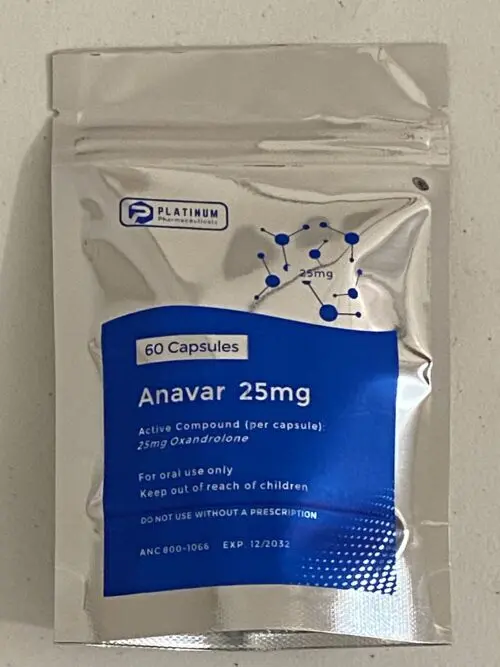 PLATINUM
Pharmaceuticals
25mg
60 Capsules
Anavar 25mg
Active Compound (per capsule):
25mg Oxandrolone
For oral use only
Keep out of reach of children
DO NOT USE WITHOUT A PRESCRIPTION
ANC 800-1066 EXP. 12/2032